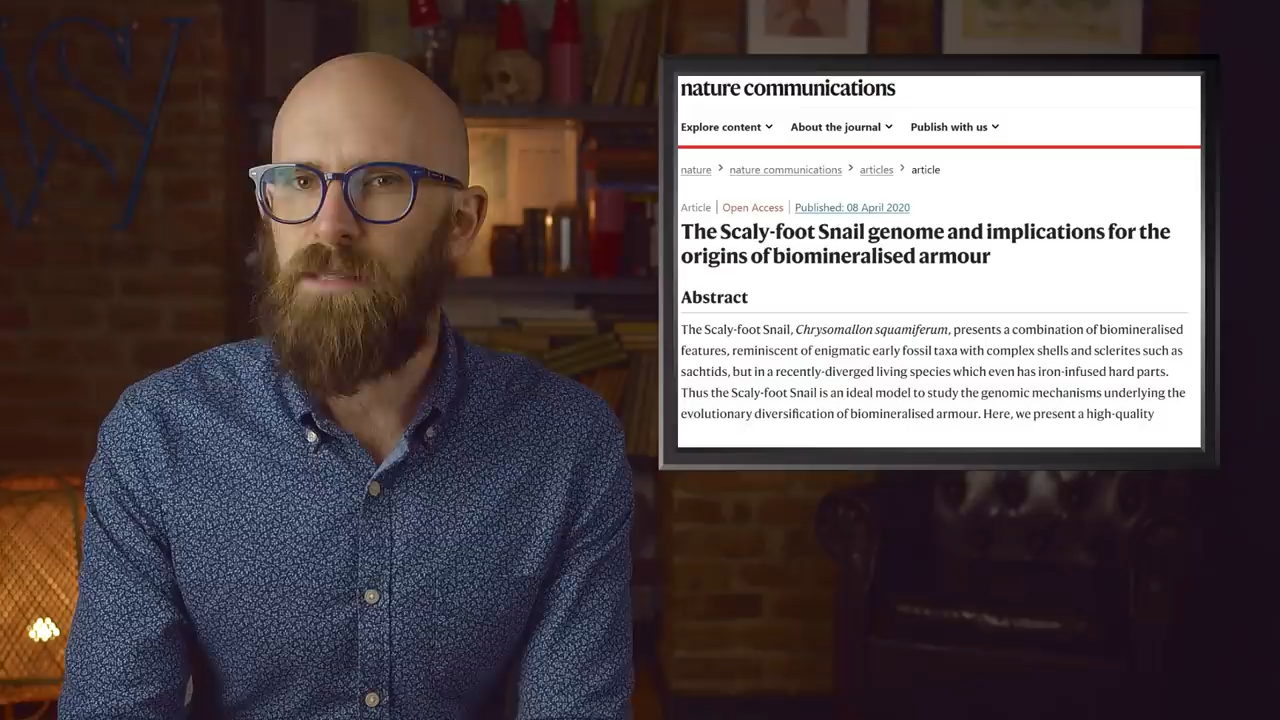 nature communications
Explore content About the journal Publish with us
nature > nature communications > articles > article
Article | Open Access | Published: 08 April 2020
The Scaly-foot Snail genome and implications for the
origins of biomineralised armour
Abstract
The Scaly-foot Snail, Chrysomallon squamiferum, presents a combination of biomineralised
features, reminiscent of enigmatic early fossil taxa with complex shells and sclerites such as
sachtids, but in a recently-diverged living species which even has iron-infused hard parts.
Thus the Scaly-foot Snail is an ideal model to study the genomic mechanisms underlying the
evolutionary diversification of biomineralised armour. Here, we present a high-quality